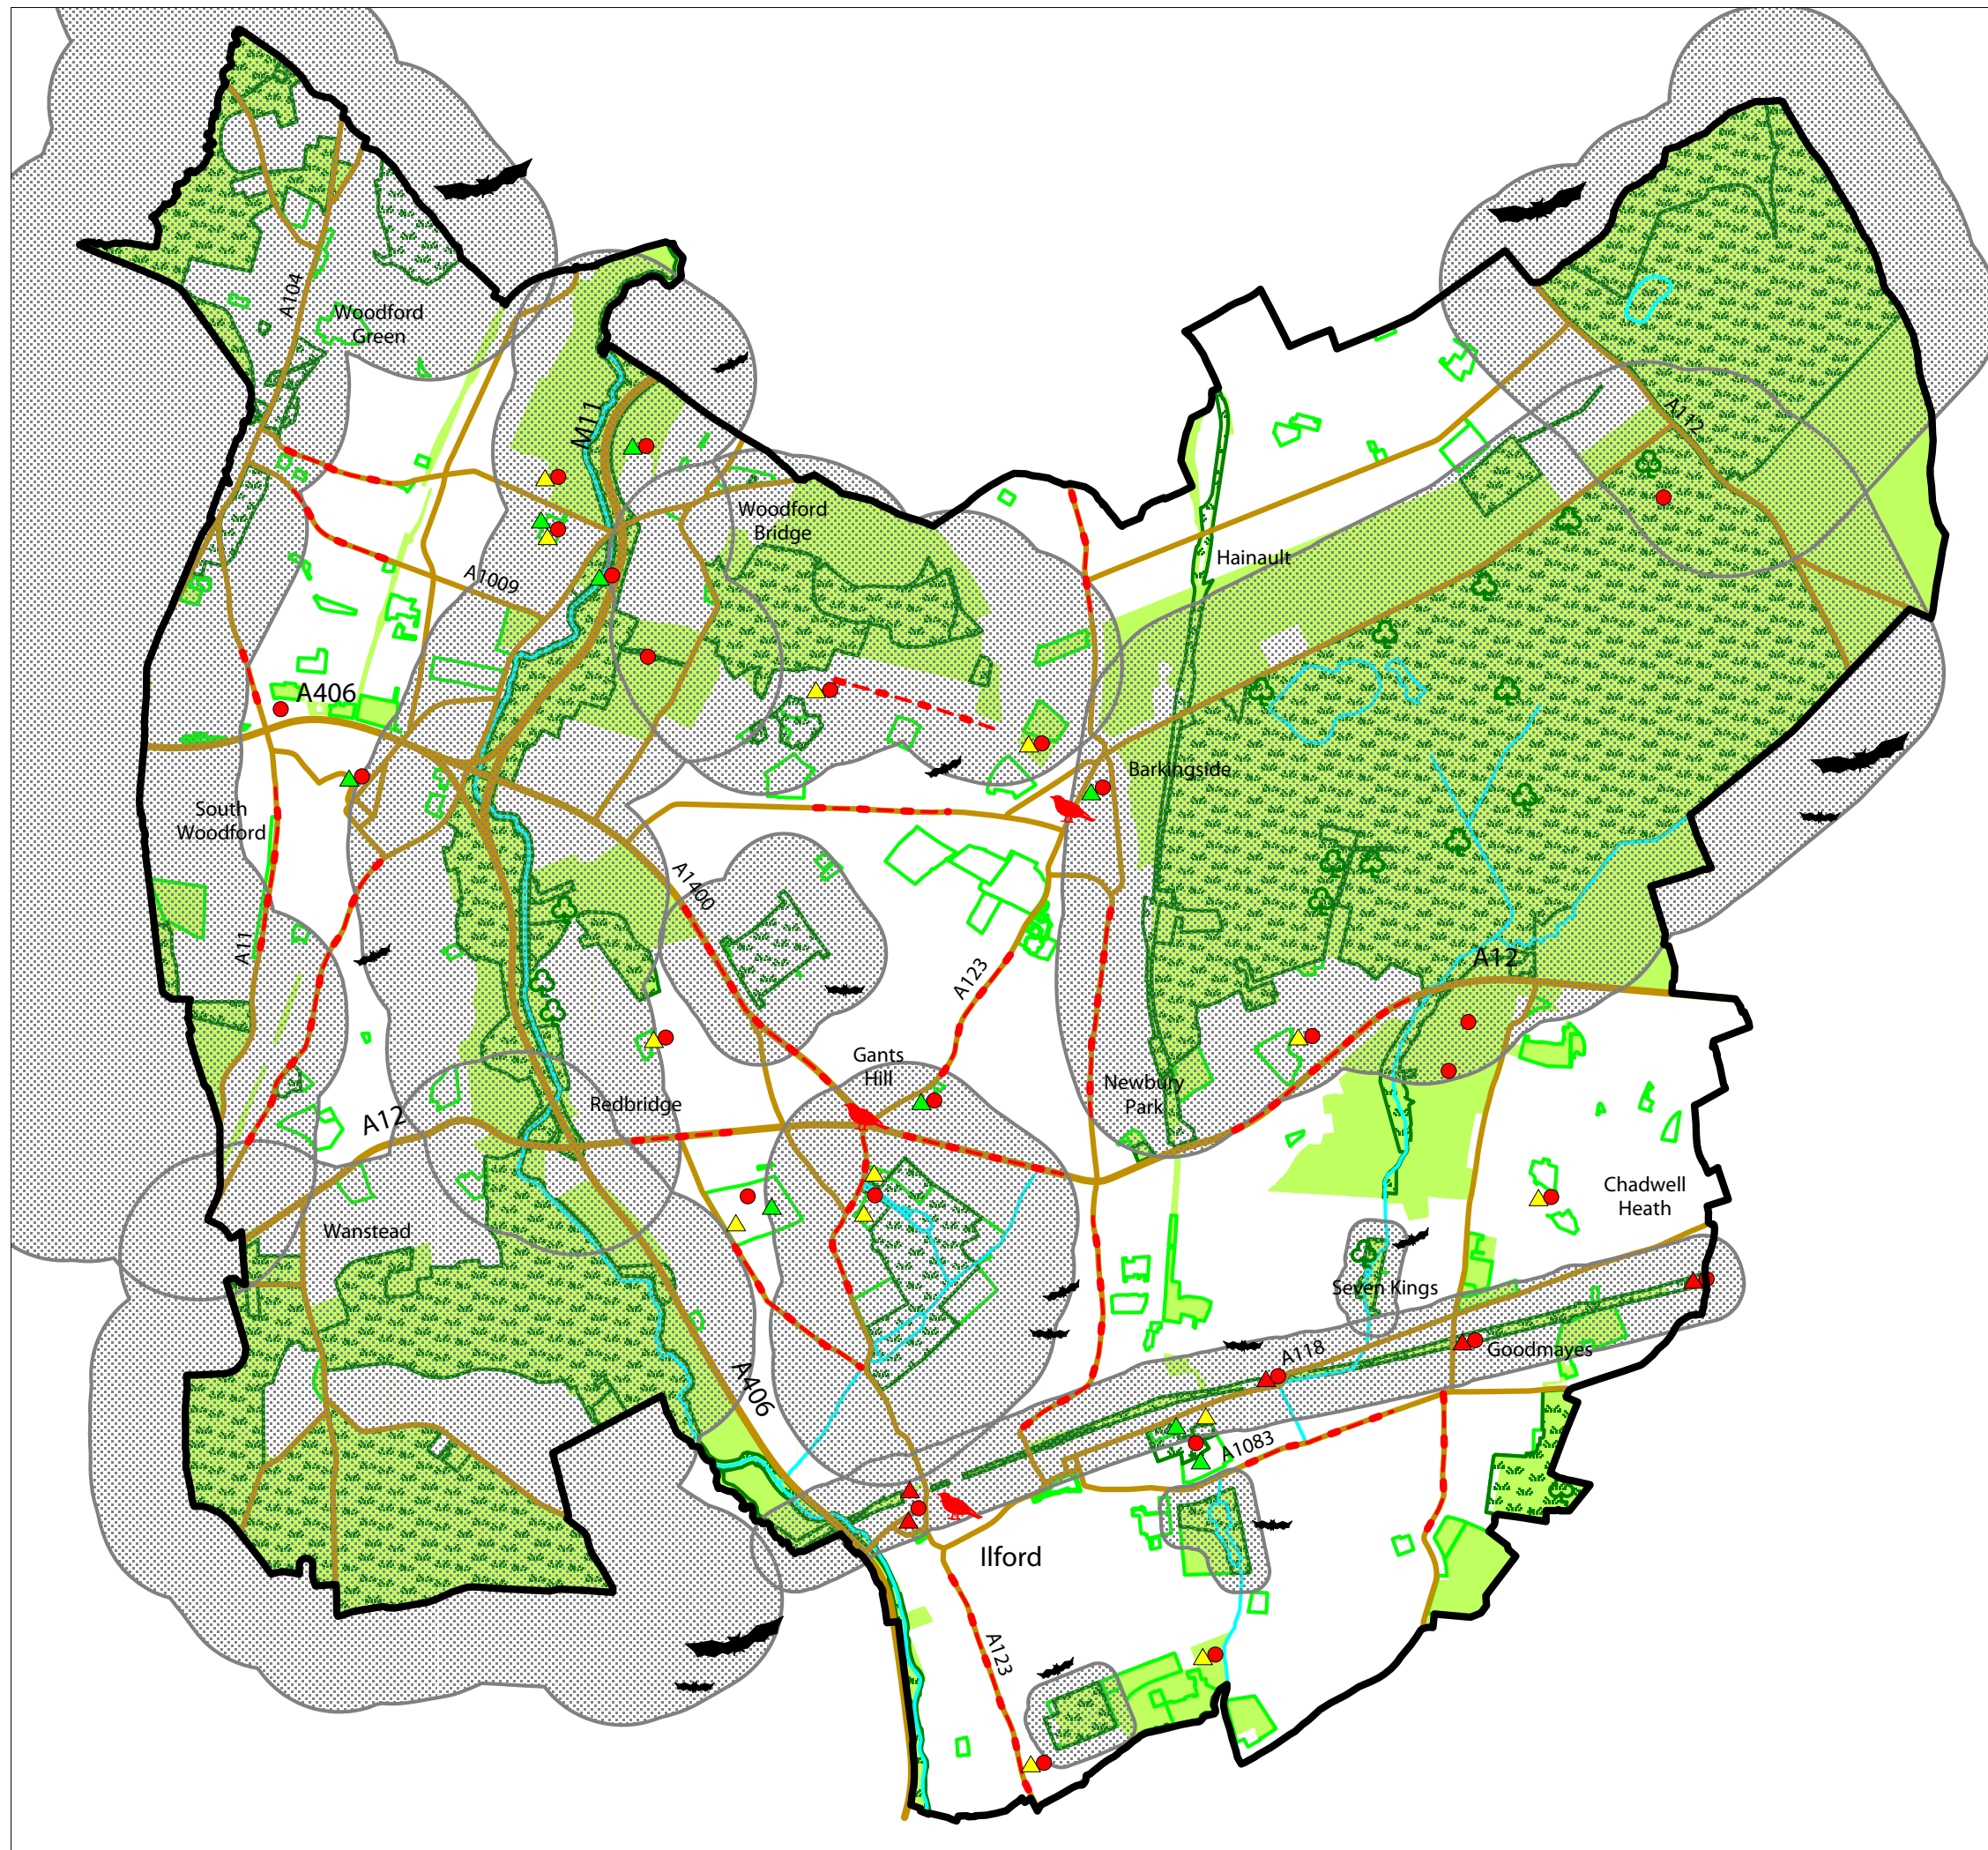 A104
Woodford
Green
M11
A112
Woodford
Bridge
Hainault
A1009
A406
Barkingside
South
Woodford
A1400
A11
A123
A12
Gants
Hill
Newbury
Park
Redbridge
A12
Chadwell
Heath
Wanstead
Seven Kings
A118
Goodmayes
A406
A1083
Ilford
A123